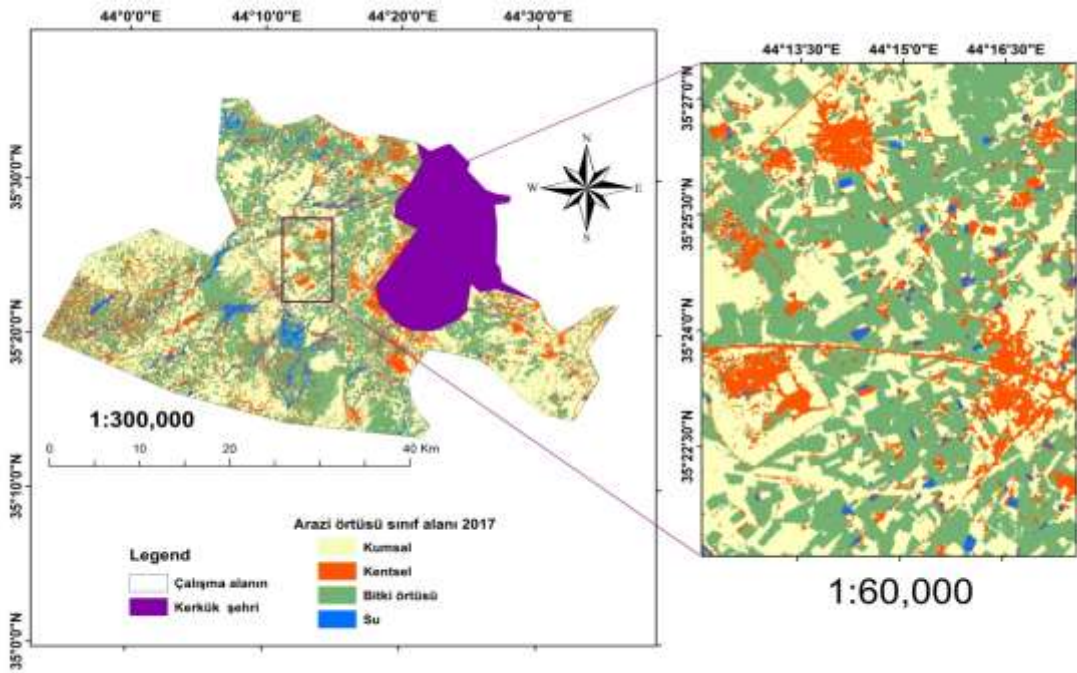 44°0'0"E 44°10'0"E 44°20'0"E 44°30'0"E
35°30'0"N
35°20'0"N
35°10'0"N
35°0'0"N
N
W E
S
1:300,000
0 10 20 40 Km
Arazi örtüsü sınıf alanı 2017
Legend
Çalışma alanın
Kerkük şehri
Kumsal
Kentsel
Bitki örtüsü
Su
44°13'30"E 44°15'0"E 44°16'30"E
35°27'0"N
35°25'30"N
35°24'0"N
35°22'30"N
1:60,000